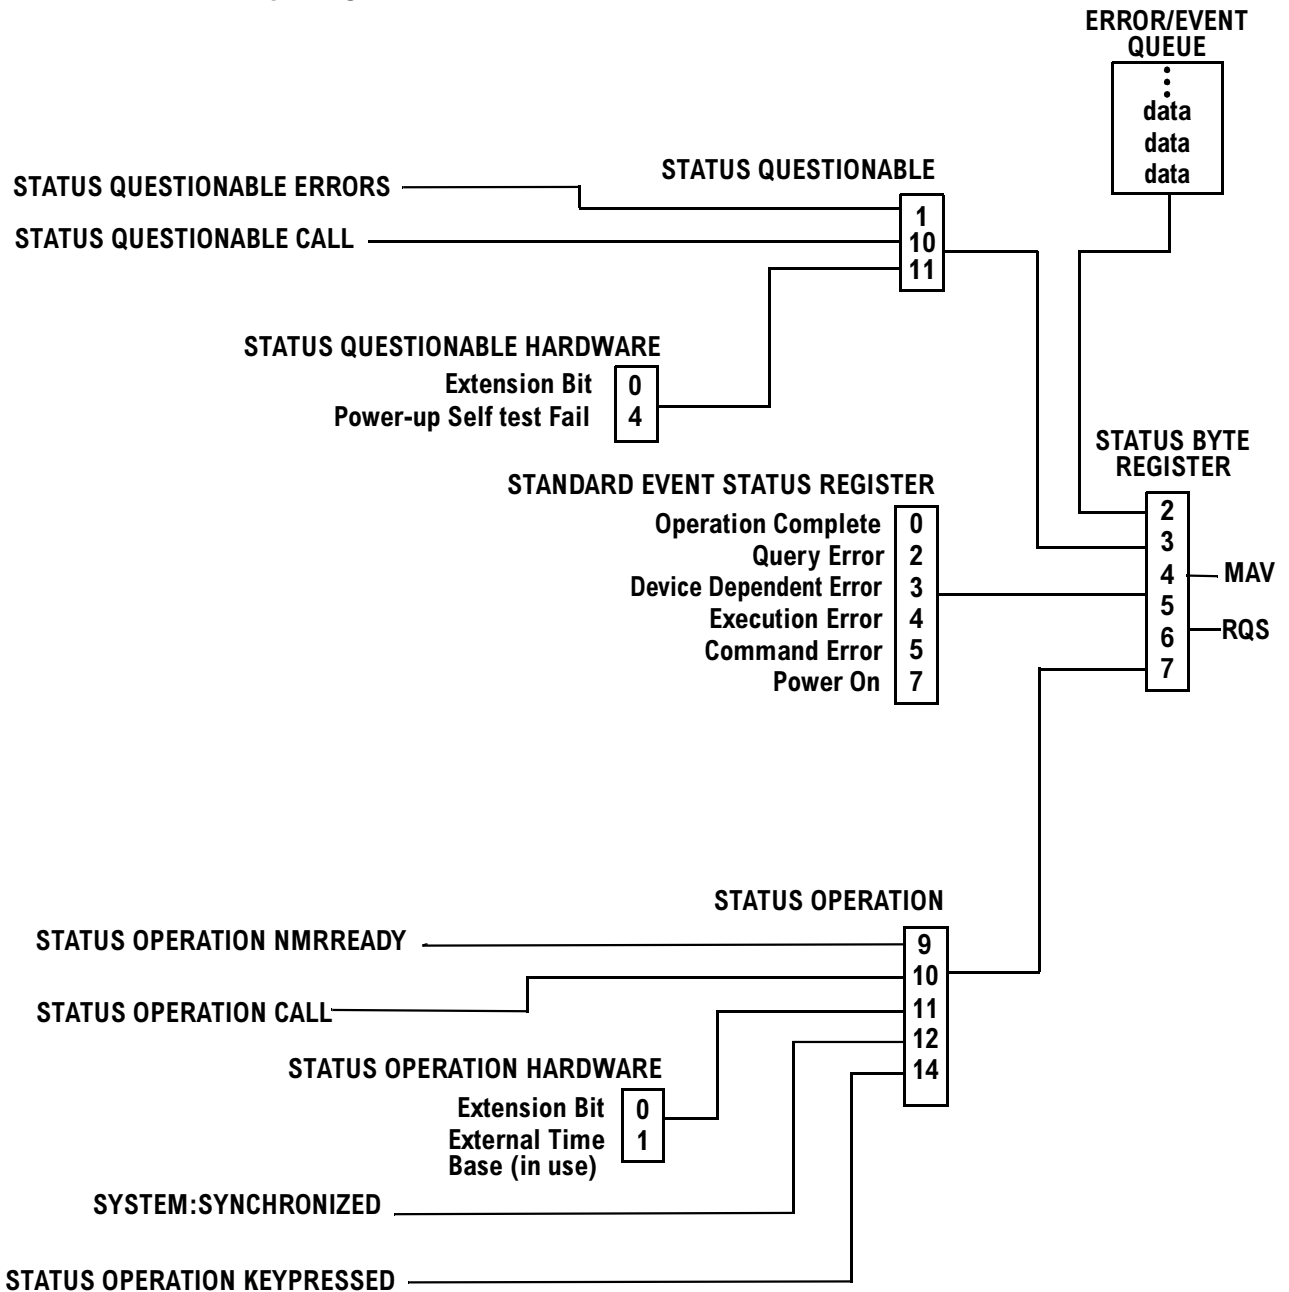 ERROR/EVENT
QUEUE
data
data
data
STATUS QUESTIONABLE
STATUS QUESTIONABLE ERRORS
1
STATUS QUESTIONABLE CALL
10
11
STATUS QUESTIONABLE HARDWARE
Extension Bit 0
Power-up Self test Fail 4
STATUS BYTE
REGISTER
2
3
4 MAV
5
6 RQS
7
STANDARD EVENT STATUS REGISTER
Operation Complete 0
Query Error 2
Device Dependent Error 3
Execution Error 4
Command Error 5
Power On 7
STATUS OPERATION
STATUS OPERATION NMRREADY 9
10
STATUS OPERATION CALL 11
12
14
STATUS OPERATION HARDWARE
Extension Bit 0
External Time 1
Base (in use)
SYSTEM:SYNCHRONIZED
STATUS OPERATION KEYPRESSED